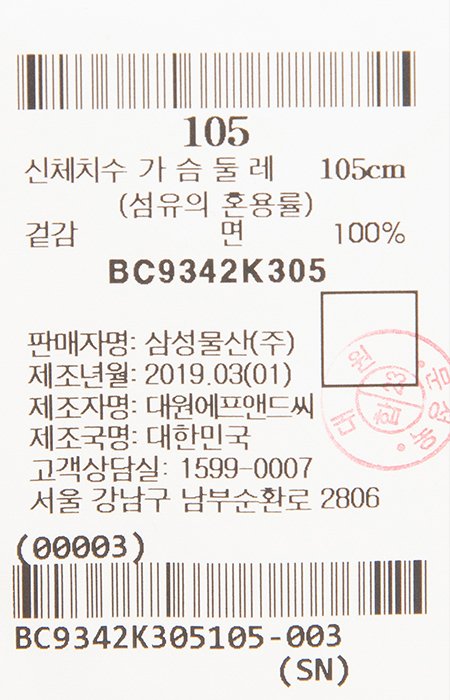 105
신체치수 가 슴 둘 레 105cm
(섬유의 혼용률)
겉감 면 100%
BC9342K305
판매자명: 삼성물산(주)
제조년월: 2019.03(01)
제조자명: 대원에프앤드씨
제조국명: 대한민국
고객상담실: 1599-0007
서울 강남구 남부순환로 2806
(00003)
BC9342K305105-003
(SN)
대원
23